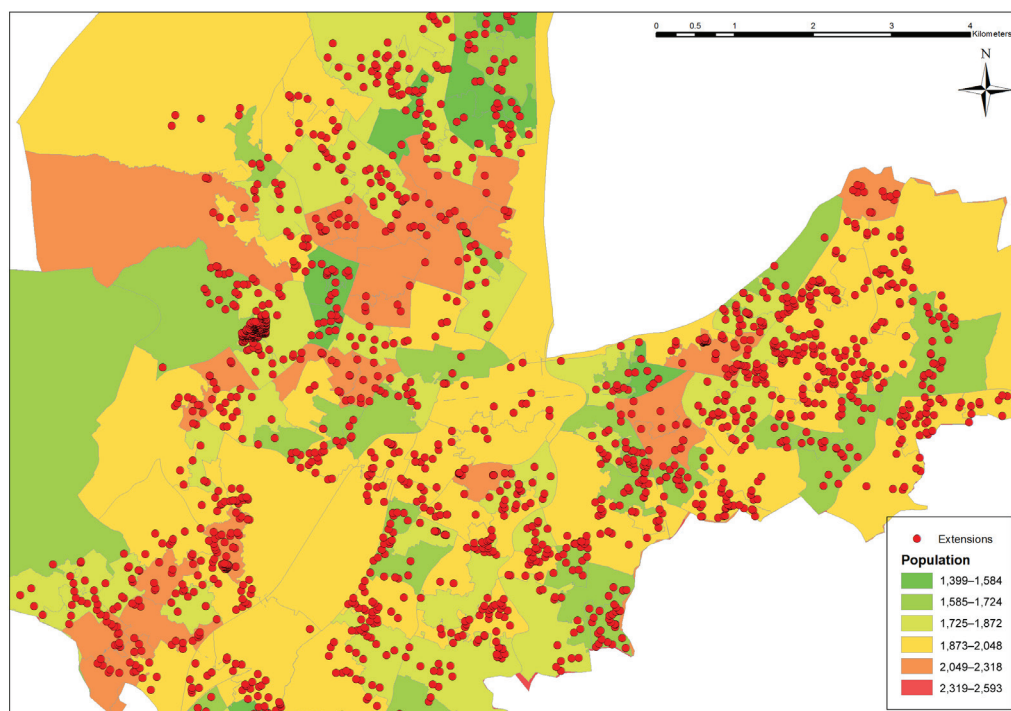 0 0.5 1 2 3 4
Kilometers
N
Extensions
Population
1,399–1,584
1,585–1,724
1,725–1,872
1,873–2,048
2,049–2,318
2,319–2,593